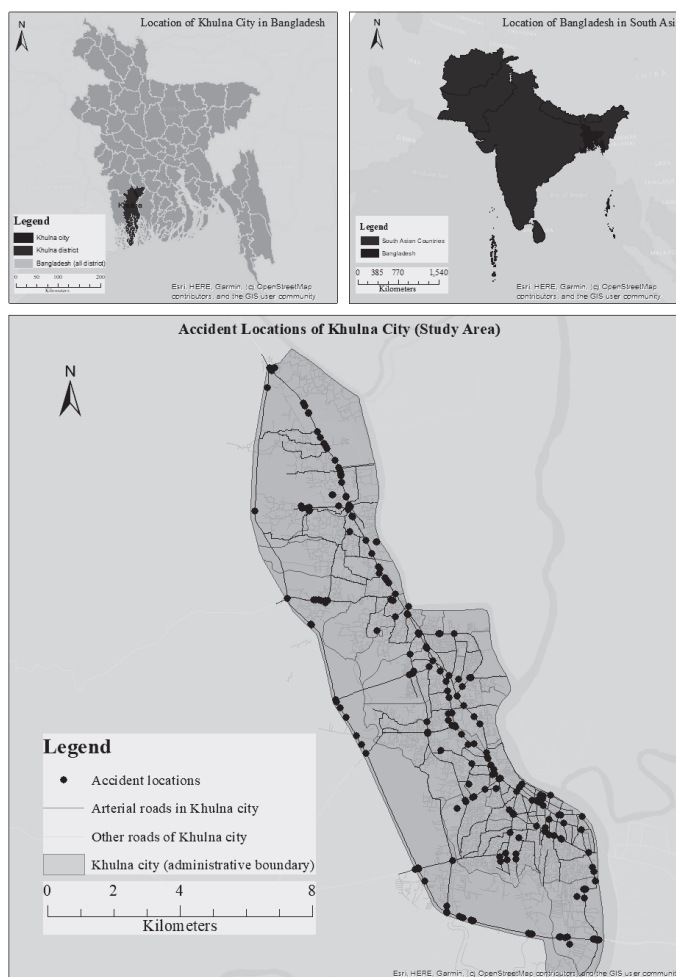 N
Location of Khulna City in Bangladesh
Legend
Khulna city
Khulna district
Bangladesh (all district)
0 50 100 200
Kilometers
Esri, HERE, Garmin, (c) OpenStreetMap
contributors, and the GIS user community
N
Location of Bangladesh in South Asi
Legend
South Asian Countries
Bangladesh
0 385 770 1,540
Kilometers
Esri, HERE, Garmin, (c) OpenStreetMap
contributors, and the GIS user community
Accident Locations of Khulna City (Study Area)
N
Legend
Accident locations
Arterial roads in Khulna city
Other roads of Khulna city
Khulna city (administrative boundary)
0 2 4 8
Kilometers
Esri, HERE, Garmin, (c) OpenStreetMap contributors, and the GIS user community